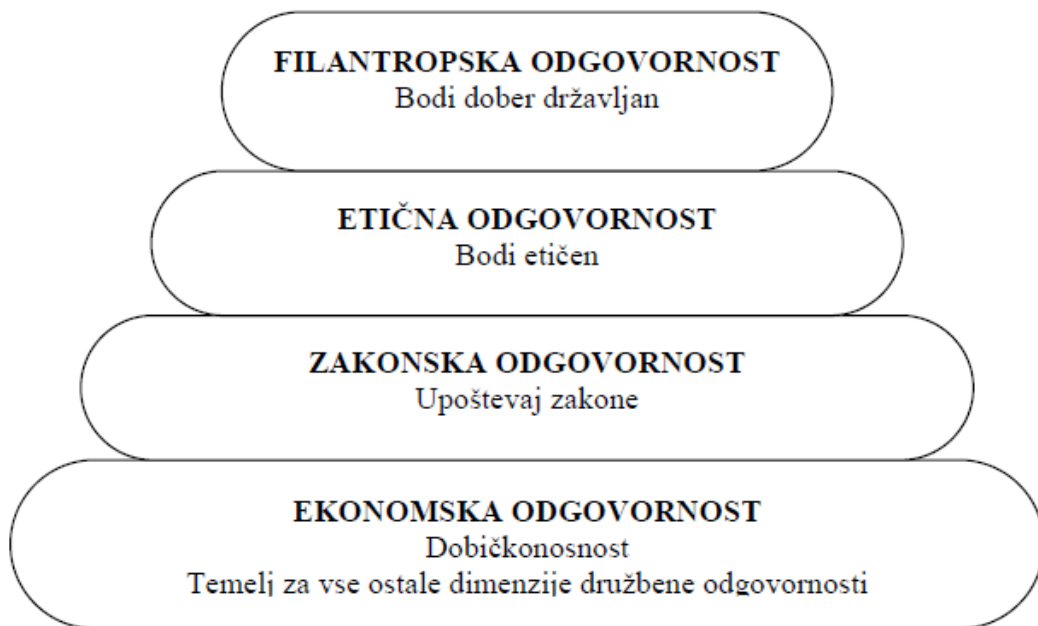 FILANTROPSKA ODGOVORNOST
Bodi dober državljan
ETIČNA ODGOVORNOST
Bodi etičen
ZAKONSKA ODGOVORNOST
Upoštevaj zakone
EKONOMSKA ODGOVORNOST
Dobičkonosnost
Temelj za vse ostale dimenzije družbene odgovornosti